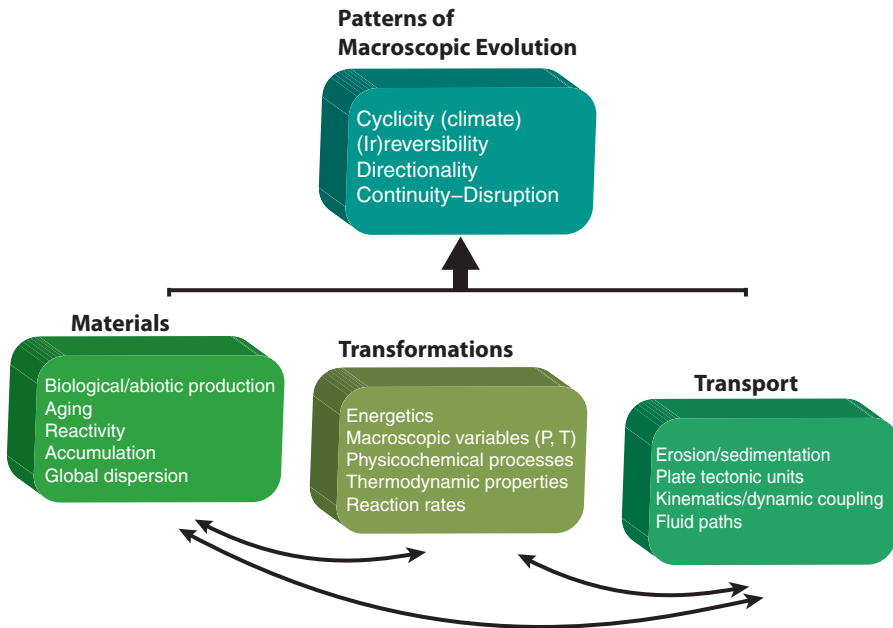 Patterns of
Macroscopic Evolution
Cyclicity (climate)
(Ir)reversibility
Directionality
Continuity–Disruption
Materials
Biological/abiotic production
Aging
Reactivity
Accumulation
Global dispersion
Transformations
Energetics
Macroscopic variables (P, T)
Physicochemical processes
Thermodynamic properties
Reaction rates
Transport
Erosion/sedimentation
Plate tectonic units
Kinematics/dynamic coupling
Fluid paths